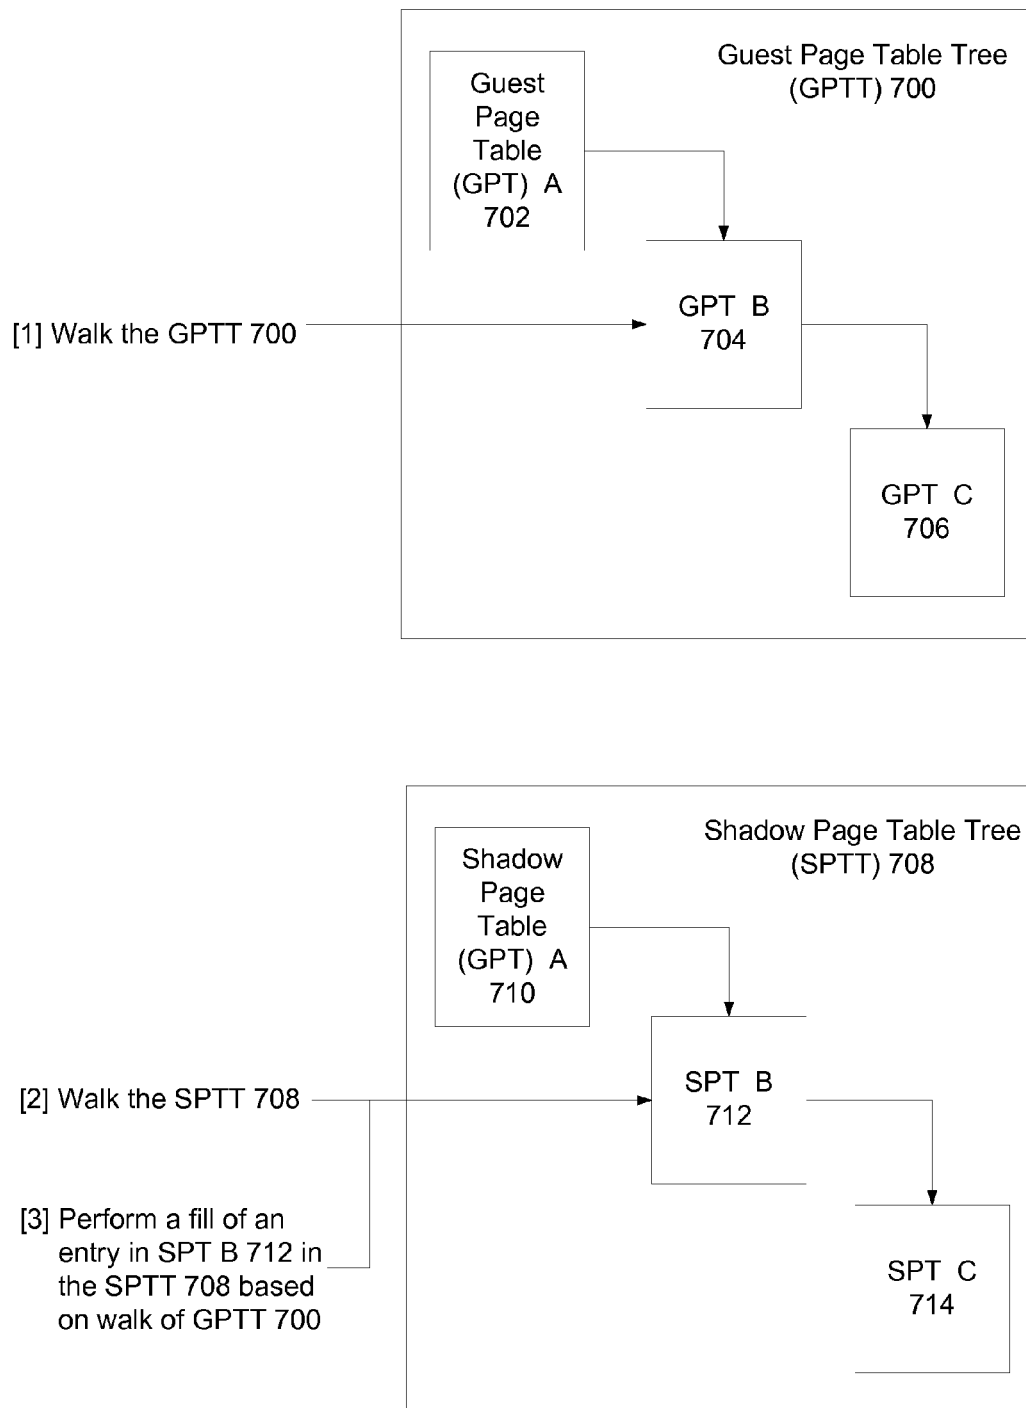 Guest Page Table Tree
(GPTT) 700
Guest
Page
Table
(GPT) A
702
GPT B
704
[1] Walk the GPTT 700
GPT C
706
Shadow Page Table Tree
(SPTT) 708
Shadow
Page
Table
(GPT) A
710
SPT B
712
[2] Walk the SPTT 708
[3] Perform a fill of an
entry in SPT B 712 in
the SPTT 708 based
on walk of GPTT 700
SPT C
714